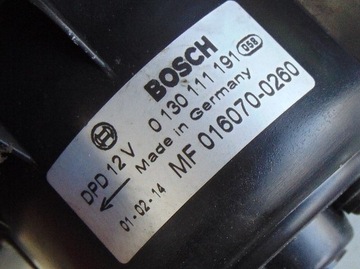 BOSCH
DPD 12 V 0 130 111 191 058
Made in Germany
01-02-14 MF 016070-0260